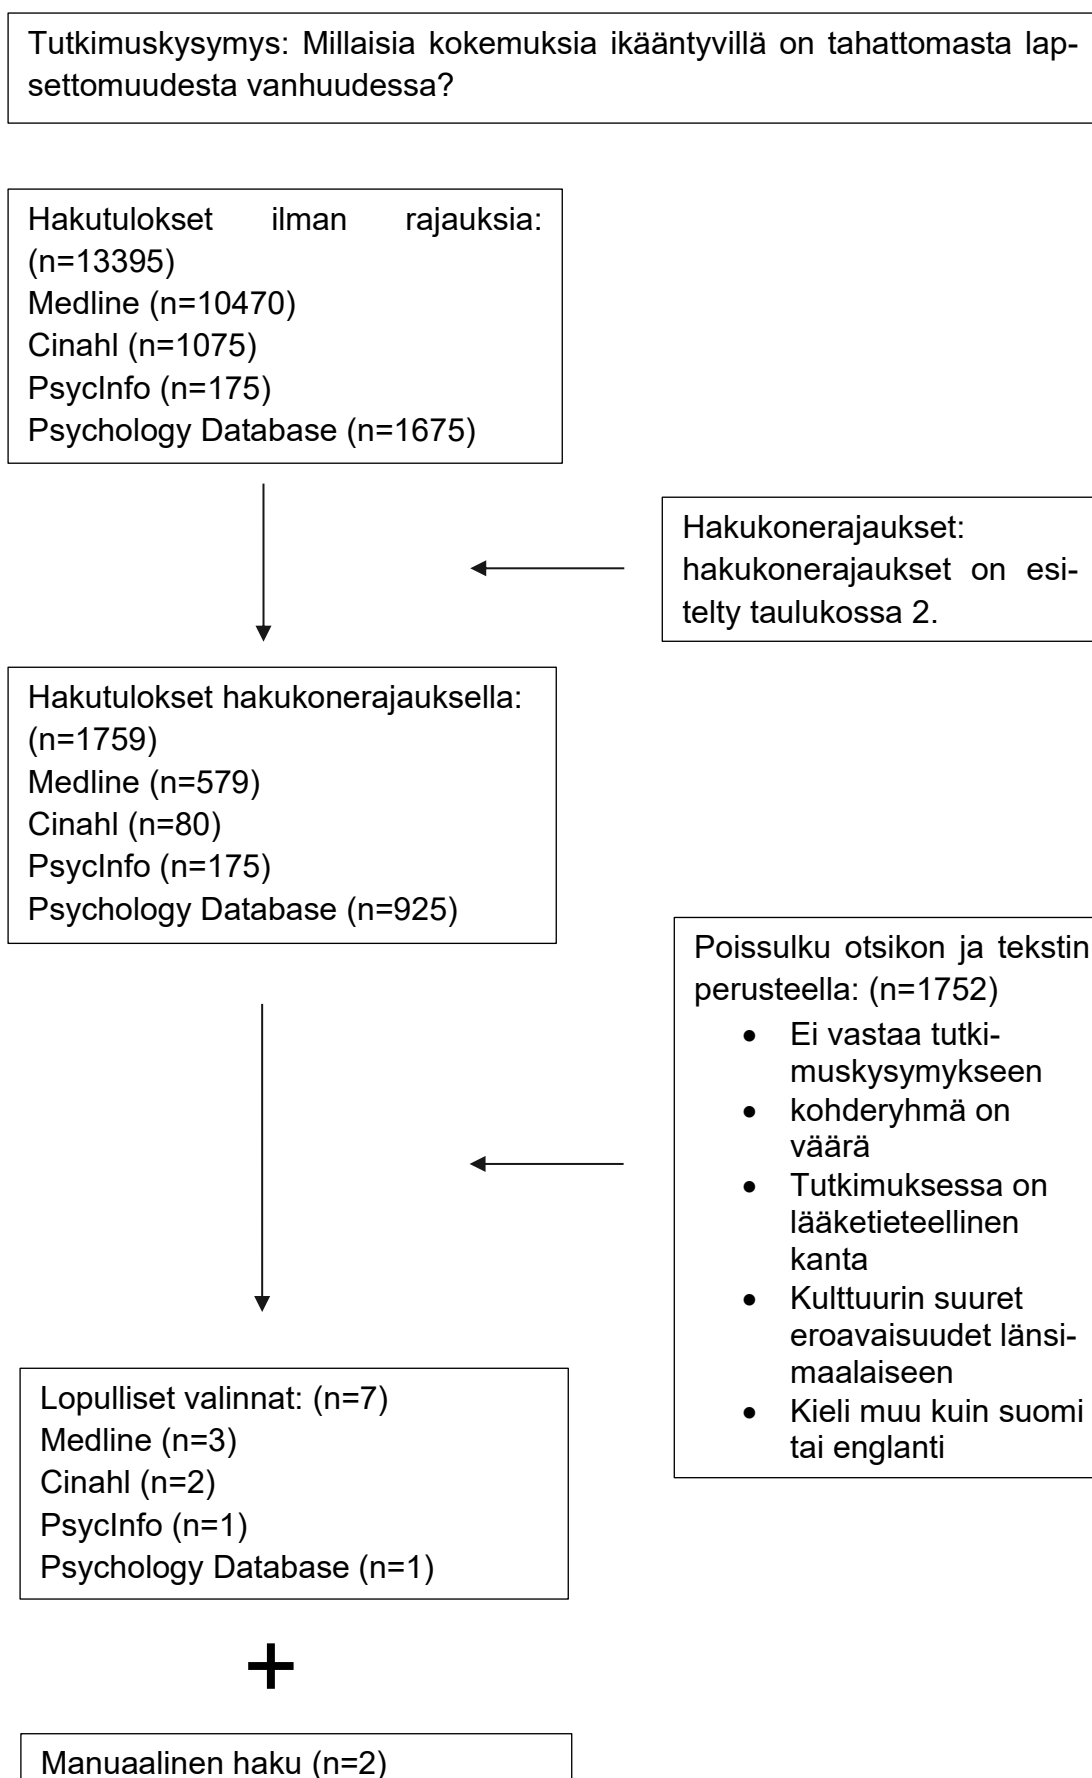 Tutkimuskysymys: Millaisia kokemuksia ikääntyvillä on tahattomasta lap-
settomuudesta vanhuudessa?
Hakutulokset ilman rajauksia:
(n=13395)
Medline (n=10470)
Cinahl (n=1075)
PsycInfo (n=175)
Psychology Database (n=1675)
Hakukonerajaukset:
hakukonerajaukset on esi-
telty taulukossa 2.
Hakutulokset hakukonerajauksella:
(n=1759)
Medline (n=579)
Cinahl (n=80)
PsycInfo (n=175)
Psychology Database (n=925)
Poissulku otsikon ja tekstin
perusteella: (n=1752)
• Ei vastaa tutki-
muskysymykseen
• kohderyhmä on
väärä
• Tutkimuksessa on
lääketieteellinen
kanta
• Kulttuurin suuret
eroavaisuudet länsi-
maalaiseen
• Kieli muu kuin suomi
tai englanti
Lopulliset valinnat: (n=7)
Medline (n=3)
Cinahl (n=2)
PsycInfo (n=1)
Psychology Database (n=1)
+
Manuaalinen haku (n=2)